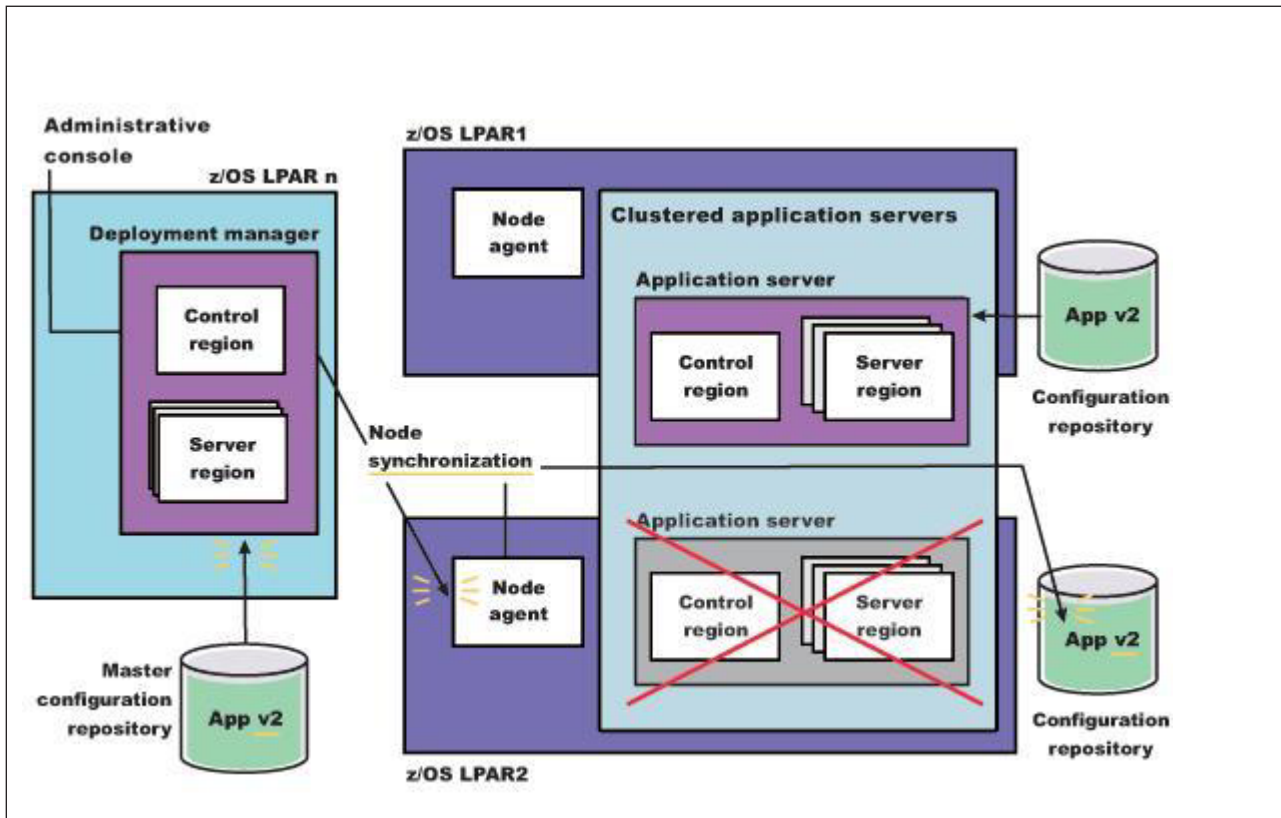 Administrative
console
z/OS LPAR n
Deployment manager
Control
region
Server
region
Master
configuration
repository
App v2
Node
synchronization
z/OS LPAR1
Node
agent
Clustered application servers
Application server
Control
region
Server
region
App v2
Configuration
repository
Node
agent
Application server
Control
region
Server
region
App v2
Configuration
repository
z/OS LPAR2